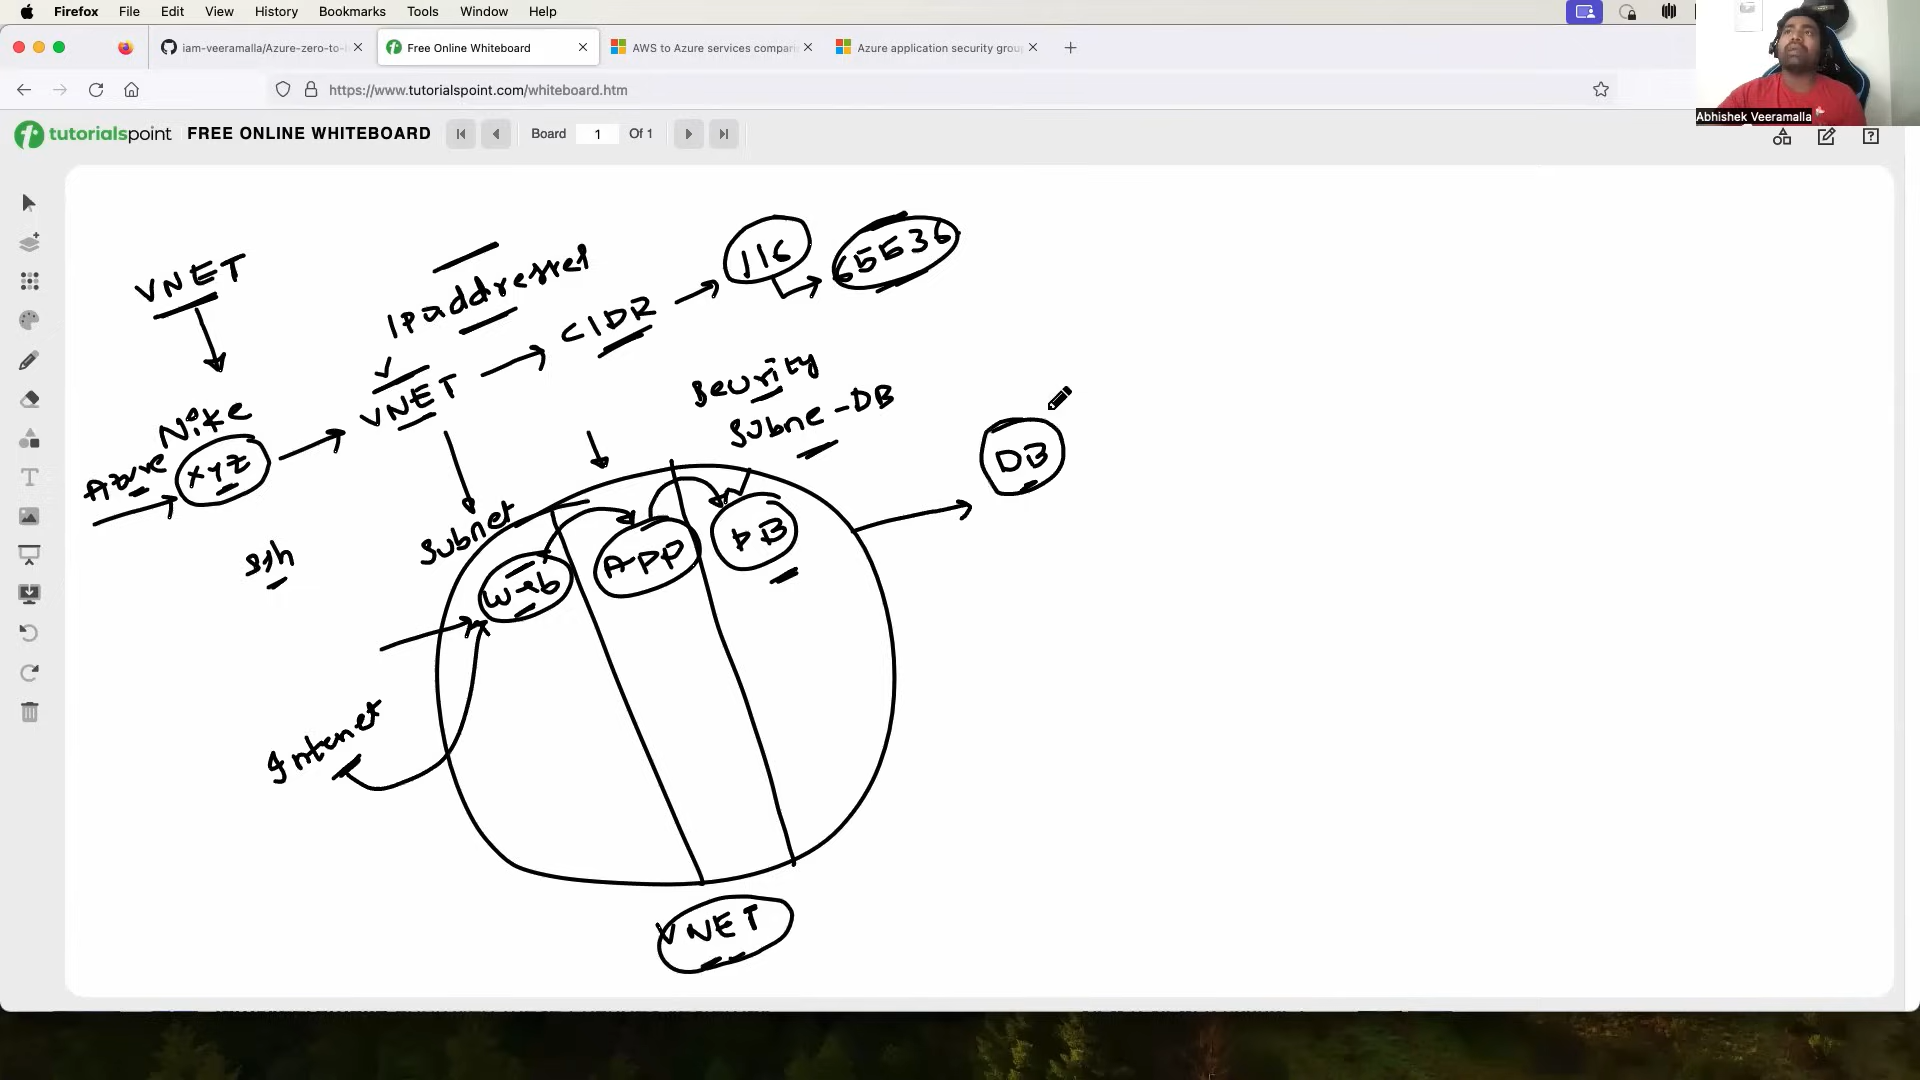 Firefox File Edit View History Bookmarks Tools Window Help
iam-veeramalla/Azure-zero-to-
Free Online Whiteboard
AWS to Azure services compari
Azure application security grou
https://www.tutorialspoint.com/whiteboard.htm
Abhishek Veeramalla
tutorialspoint FREE ONLINE WHITEBOARD Board 1 Of 1
VNET
IPaddresses
/16
65536
CIDR
VNET
Security
Subne-DB
Nike
Azure
XYZ
DB
Subnet
ssh
Web
APP
DB
Internet
VNET